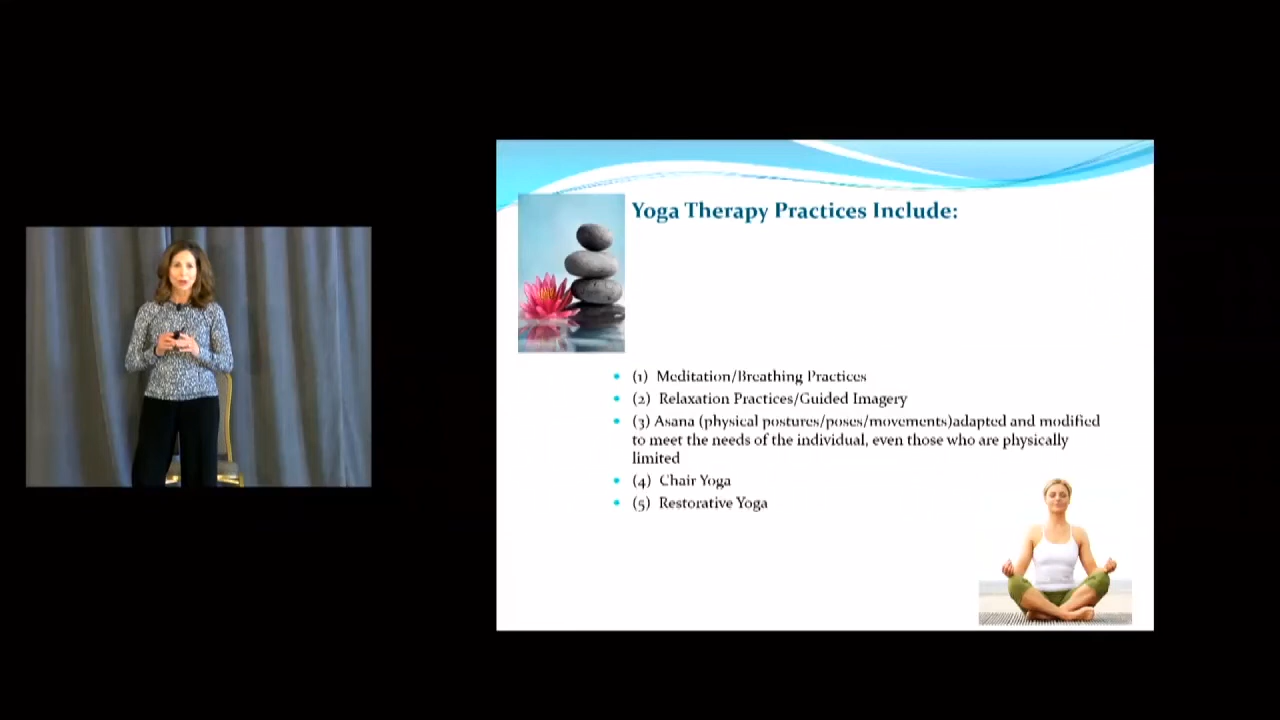 Yoga Therapy Practices Include:
• (1) Meditation/Breathing Practices
• (2) Relaxation Practices/Guided Imagery
• (3) Asana (physical postures/poses/movements)adapted and modified
to meet the needs of the individual, even those who are physically
limited
• (4) Chair Yoga
• (5) Restorative Yoga